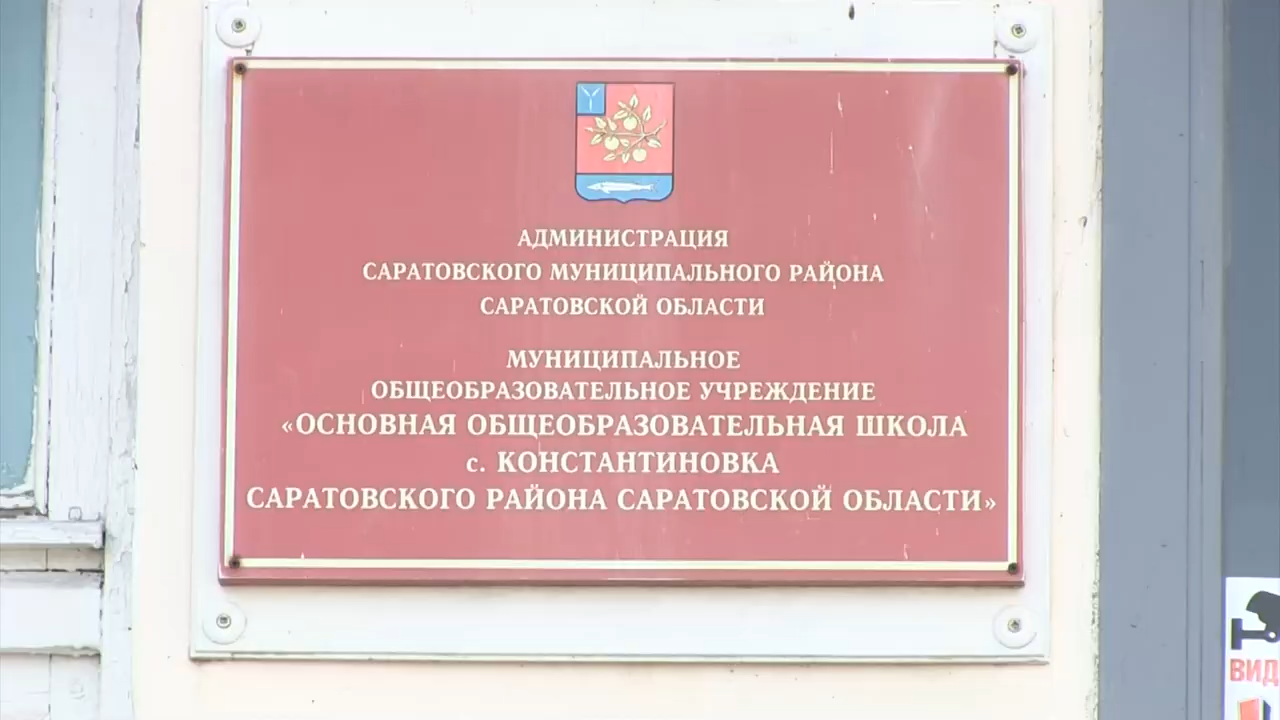 АДМИНИСТРАЦИЯ
САРАТОВСКОГО МУНИЦИПАЛЬНОГО РАЙОНА
САРАТОВСКОЙ ОБЛАСТИ
МУНИЦИПАЛЬНОЕ
ОБЩЕОБРАЗОВАТЕЛЬНОЕ УЧРЕЖДЕНИЕ
«ОСНОВНАЯ ОБЩЕОБРАЗОВАТЕЛЬНАЯ ШКОЛА
с. КОНСТАНТИНОВКА
САРАТОВСКОГО РАЙОНА САРАТОВСКОЙ ОБЛАСТИ»
ВИД